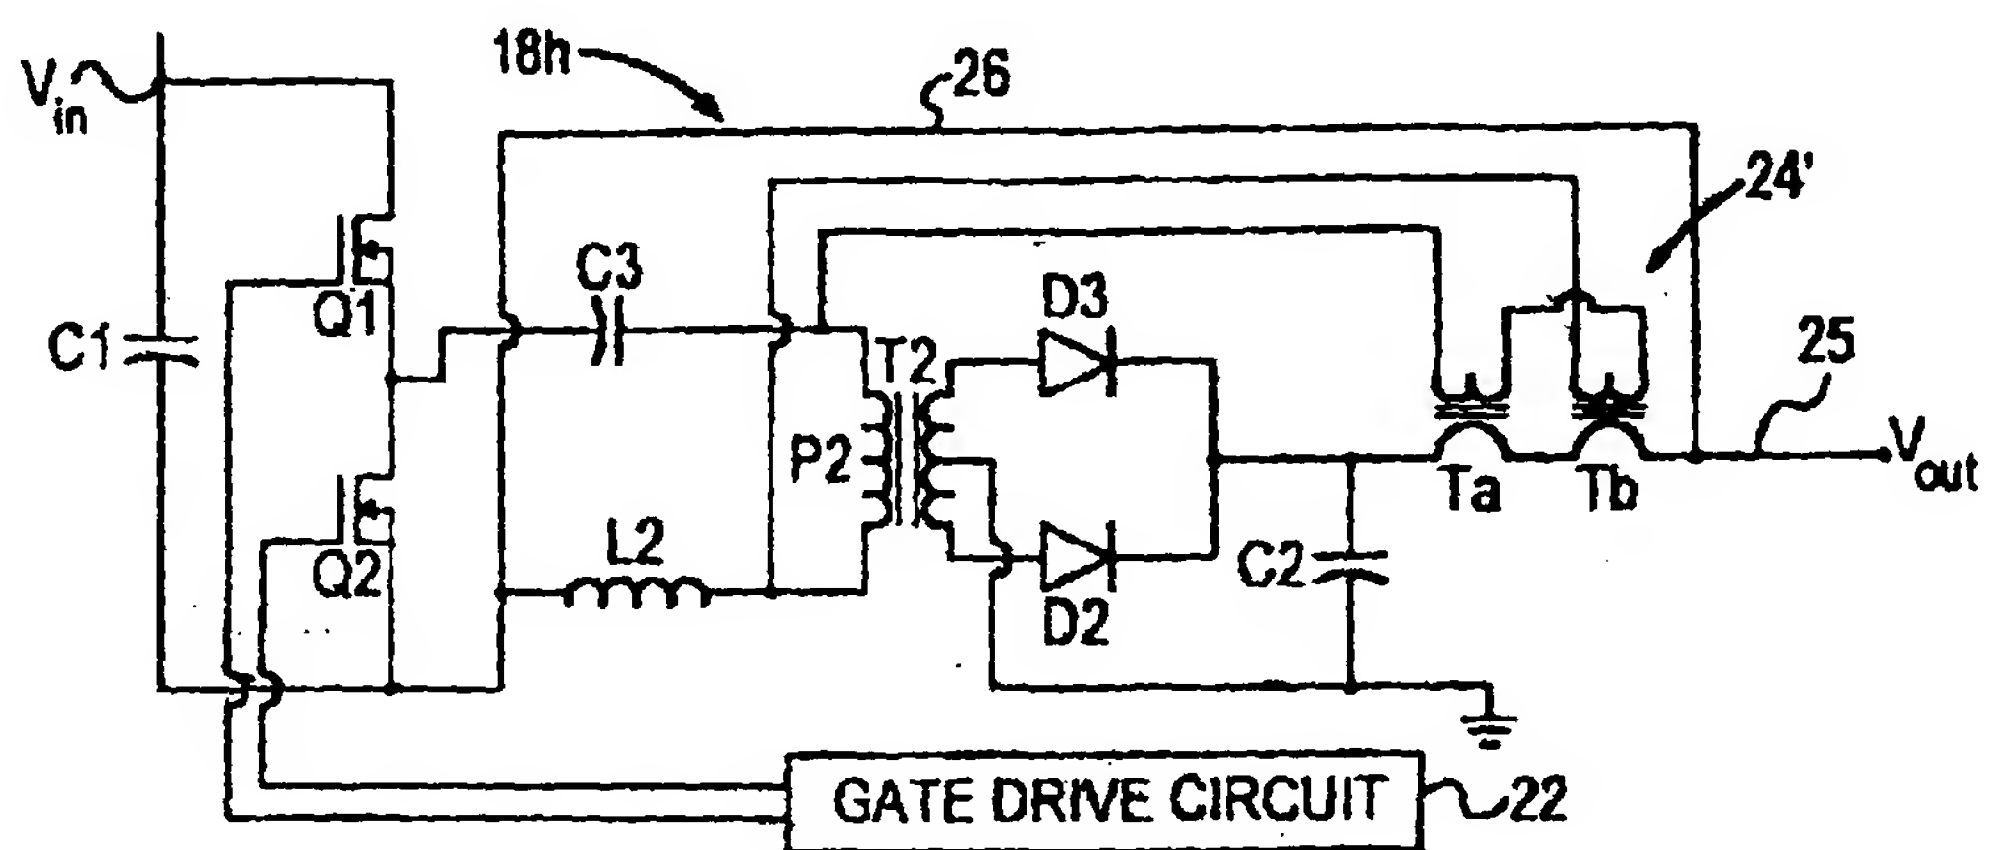 18h
26
Vin
24'
C3
D3
Q1
C1
T2
25
P2
Vout
Ta
Tb
L2
Q2
C2
D2
GATE DRIVE CIRCUIT
22